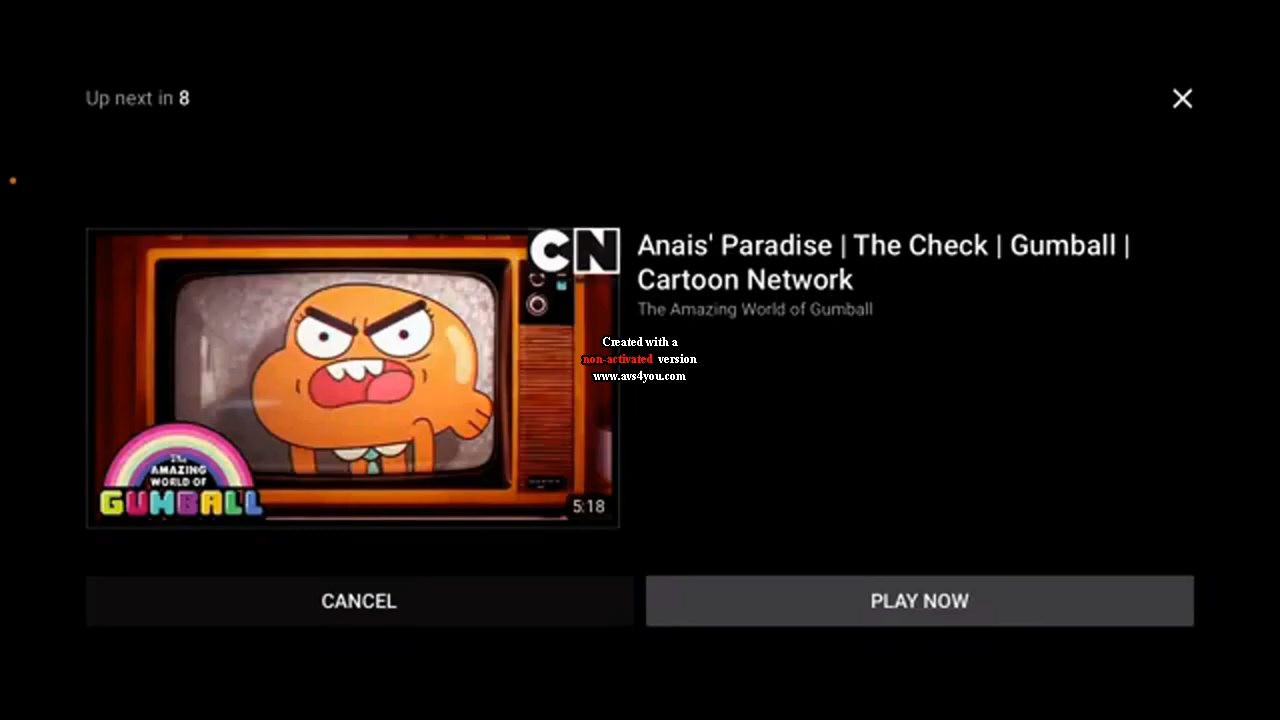 Up next in 8
CN
Anais' Paradise | The Check | Gumball |
Cartoon Network
The Amazing World of Gumball
Created with a
non-activated version
www.avs4you.com
The
AMAZING
WORLD OF
GUMBALL
5:18
CANCEL
PLAY NOW